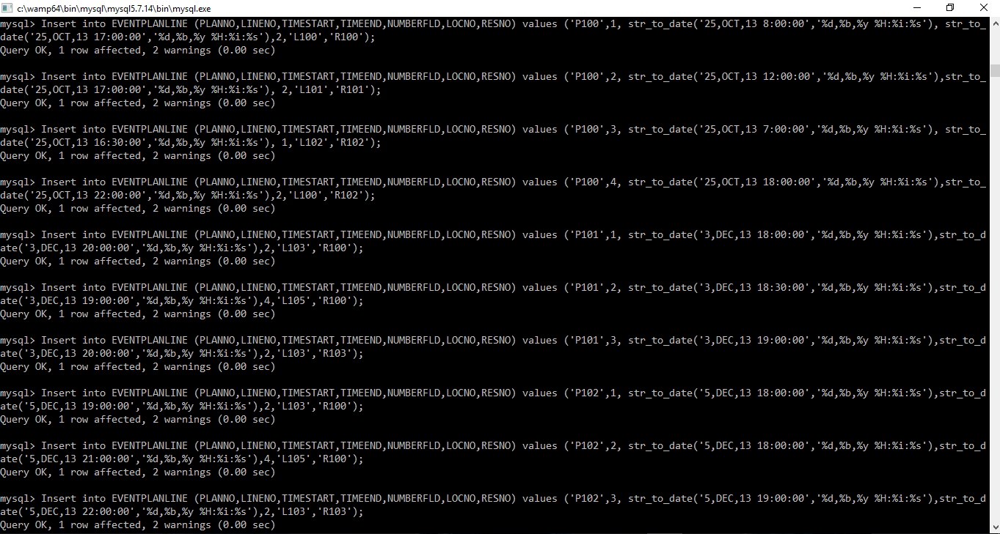 c:\wamp64\bin\mysql\mysql5.7.14\bin\mysql.exe
mysql> Insert into EVENTPLANLINE (PLANNO,LINENO,TIMESTART,TIMEEND,NUMBERFLD,LOCNO,RESNO) values ('P100',1, str_to_date('25,OCT,13 8:00:00','%d,%b,%y %H:%i:%s'), str_to_
date('25,OCT,13 17:00:00','%d,%b,%y %H:%i:%s'),2,'L100','R100');
Query OK, 1 row affected, 2 warnings (0.00 sec)
mysql> Insert into EVENTPLANLINE (PLANNO,LINENO,TIMESTART,TIMEEND,NUMBERFLD,LOCNO,RESNO) values ('P100',2, str_to_date('25,OCT,13 12:00:00','%d,%b,%y %H:%i:%s'),str_to_
date('25,OCT,13 17:00:00','%d,%b,%y %H:%i:%s'), 2,'L101','R101');
Query OK, 1 row affected, 2 warnings (0.00 sec)
mysql> Insert into EVENTPLANLINE (PLANNO,LINENO,TIMESTART,TIMEEND,NUMBERFLD,LOCNO,RESNO) values ('P100',3, str_to_date('25,OCT,13 7:00:00','%d,%b,%y %H:%i:%s'), str_to_
date('25,OCT,13 16:30:00','%d,%b,%y %H:%i:%s'), 1,'L102','R102');
Query OK, 1 row affected, 2 warnings (0.00 sec)
mysql> Insert into EVENTPLANLINE (PLANNO,LINENO,TIMESTART,TIMEEND,NUMBERFLD,LOCNO,RESNO) values ('P100',4, str_to_date('25,OCT,13 18:00:00','%d,%b,%y %H:%i:%s'),str_to_
date('25,OCT,13 22:00:00','%d,%b,%y %H:%i:%s'),2,'L100','R102');
Query OK, 1 row affected, 2 warnings (0.00 sec)
mysql> Insert into EVENTPLANLINE (PLANNO,LINENO,TIMESTART,TIMEEND,NUMBERFLD,LOCNO,RESNO) values ('P101',1, str_to_date('3,DEC,13 18:00:00','%d,%b,%y %H:%i:%s'),str_to_d
ate('3,DEC,13 20:00:00','%d,%b,%y %H:%i:%s'),2,'L103','R100');
Query OK, 1 row affected, 2 warnings (0.00 sec)
mysql> Insert into EVENTPLANLINE (PLANNO,LINENO,TIMESTART,TIMEEND,NUMBERFLD,LOCNO,RESNO) values ('P101',2, str_to_date('3,DEC,13 18:30:00','%d,%b,%y %H:%i:%s'),str_to_d
ate('3,DEC,13 19:00:00','%d,%b,%y %H:%i:%s'),4,'L105','R100');
Query OK, 1 row affected, 2 warnings (0.00 sec)
mysql> Insert into EVENTPLANLINE (PLANNO,LINENO,TIMESTART,TIMEEND,NUMBERFLD,LOCNO,RESNO) values ('P101',3, str_to_date('3,DEC,13 19:00:00','%d,%b,%y %H:%i:%s'),str_to_d
ate('3,DEC,13 20:00:00','%d,%b,%y %H:%i:%s'),2,'L103','R103');
Query OK, 1 row affected, 2 warnings (0.00 sec)
mysql> Insert into EVENTPLANLINE (PLANNO,LINENO,TIMESTART,TIMEEND,NUMBERFLD,LOCNO,RESNO) values ('P102',1, str_to_date('5,DEC,13 18:00:00','%d,%b,%y %H:%i:%s'),str_to_d
ate('5,DEC,13 19:00:00','%d,%b,%y %H:%i:%s'),2,'L103','R100');
Query OK, 1 row affected, 2 warnings (0.00 sec)
mysql> Insert into EVENTPLANLINE (PLANNO,LINENO,TIMESTART,TIMEEND,NUMBERFLD,LOCNO,RESNO) values ('P102',2, str_to_date('5,DEC,13 18:00:00','%d,%b,%y %H:%i:%s'),str_to_d
ate('5,DEC,13 21:00:00','%d,%b,%y %H:%i:%s'),4,'L105','R100');
Query OK, 1 row affected, 2 warnings (0.00 sec)
mysql> Insert into EVENTPLANLINE (PLANNO,LINENO,TIMESTART,TIMEEND,NUMBERFLD,LOCNO,RESNO) values ('P102',3, str_to_date('5,DEC,13 19:00:00','%d,%b,%y %H:%i:%s'),str_to_d
ate('5,DEC,13 22:00:00','%d,%b,%y %H:%i:%s'),2,'L103','R103');
Query OK, 1 row affected, 2 warnings (0.00 sec)